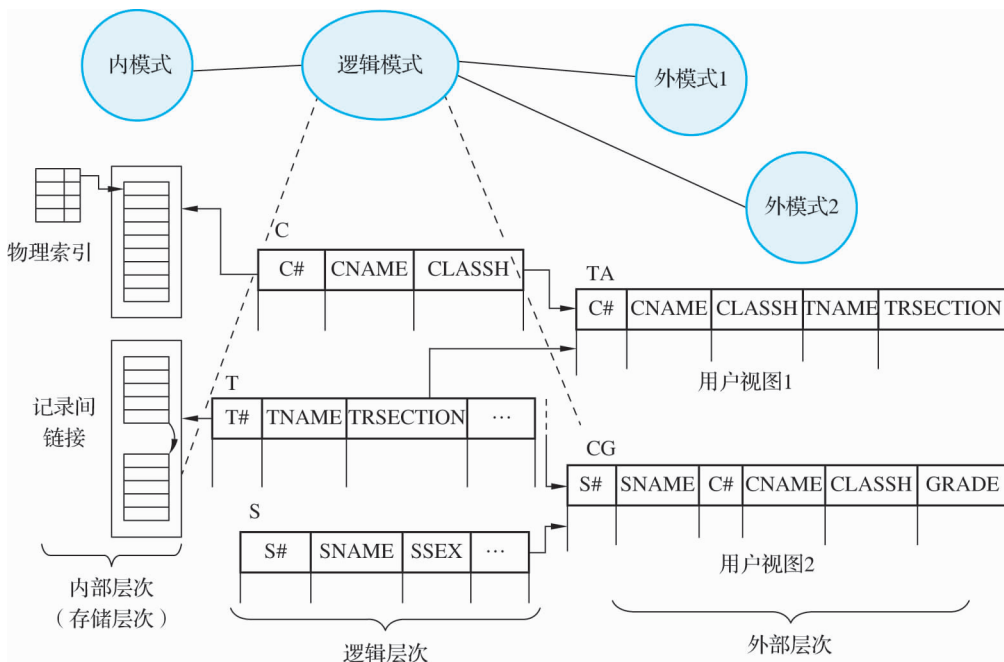 内模式
逻辑模式
外模式1
外模式2
物理索引
C
C# CNAME CLASSH
TA
C# CNAME CLASSH TNAME TRSECTION
用户视图1
记录间
链接
T
T# TNAME TRSECTION …
CG
S# SNAME C# CNAME CLASSH GRADE
用户视图2
S
S# SNAME SSEX …
内部层次
（存储层次）
逻辑层次
外部层次